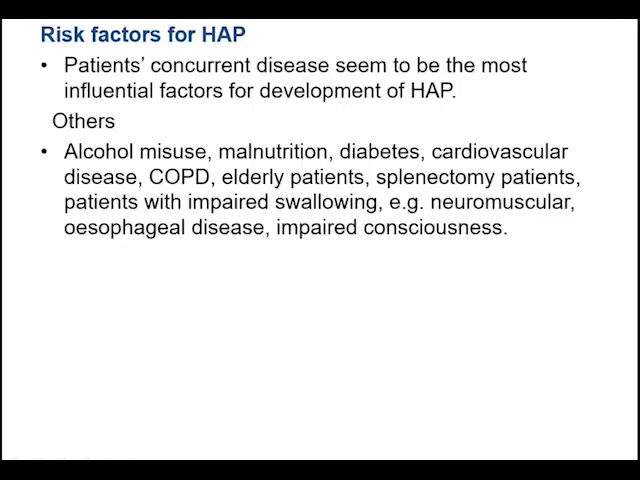 Risk factors for HAP
• Patients’ concurrent disease seem to be the most
influential factors for development of HAP.
Others
• Alcohol misuse, malnutrition, diabetes, cardiovascular
disease, COPD, elderly patients, splenectomy patients,
patients with impaired swallowing, e.g. neuromuscular,
oesophageal disease, impaired consciousness.